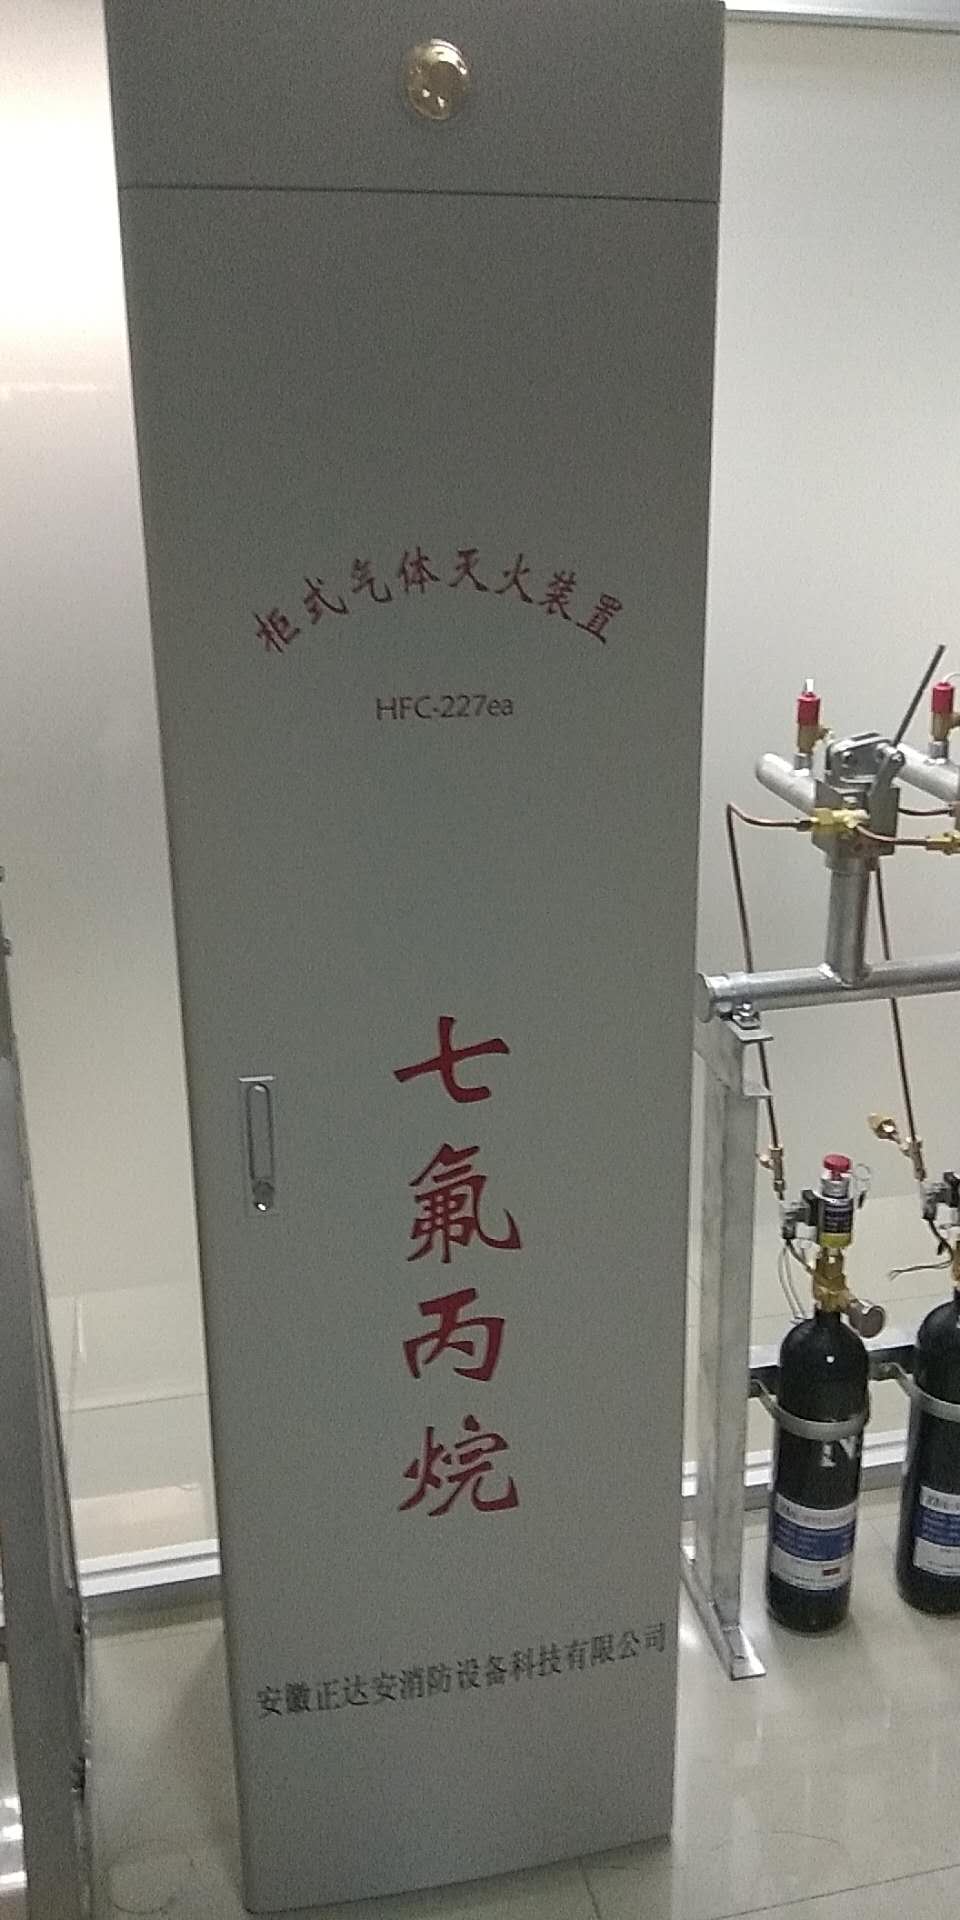 柜式气体灭火装置
HFC-227ea
七
氟
丙
烷
安徽正达安消防设备科技有限公司